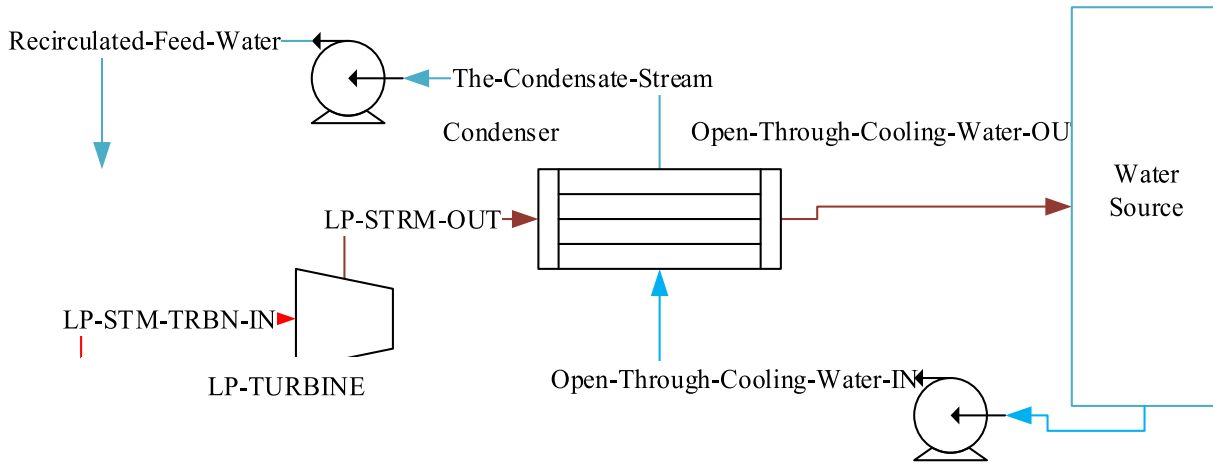 Recirculated-Feed-Water
The-Condensate-Stream
Condenser
Open-Through-Cooling-Water-OU
Water
Source
LP-STRM-OUT
LP-STM-TRBN-IN
LP-TURBINE
Open-Through-Cooling-Water-IN